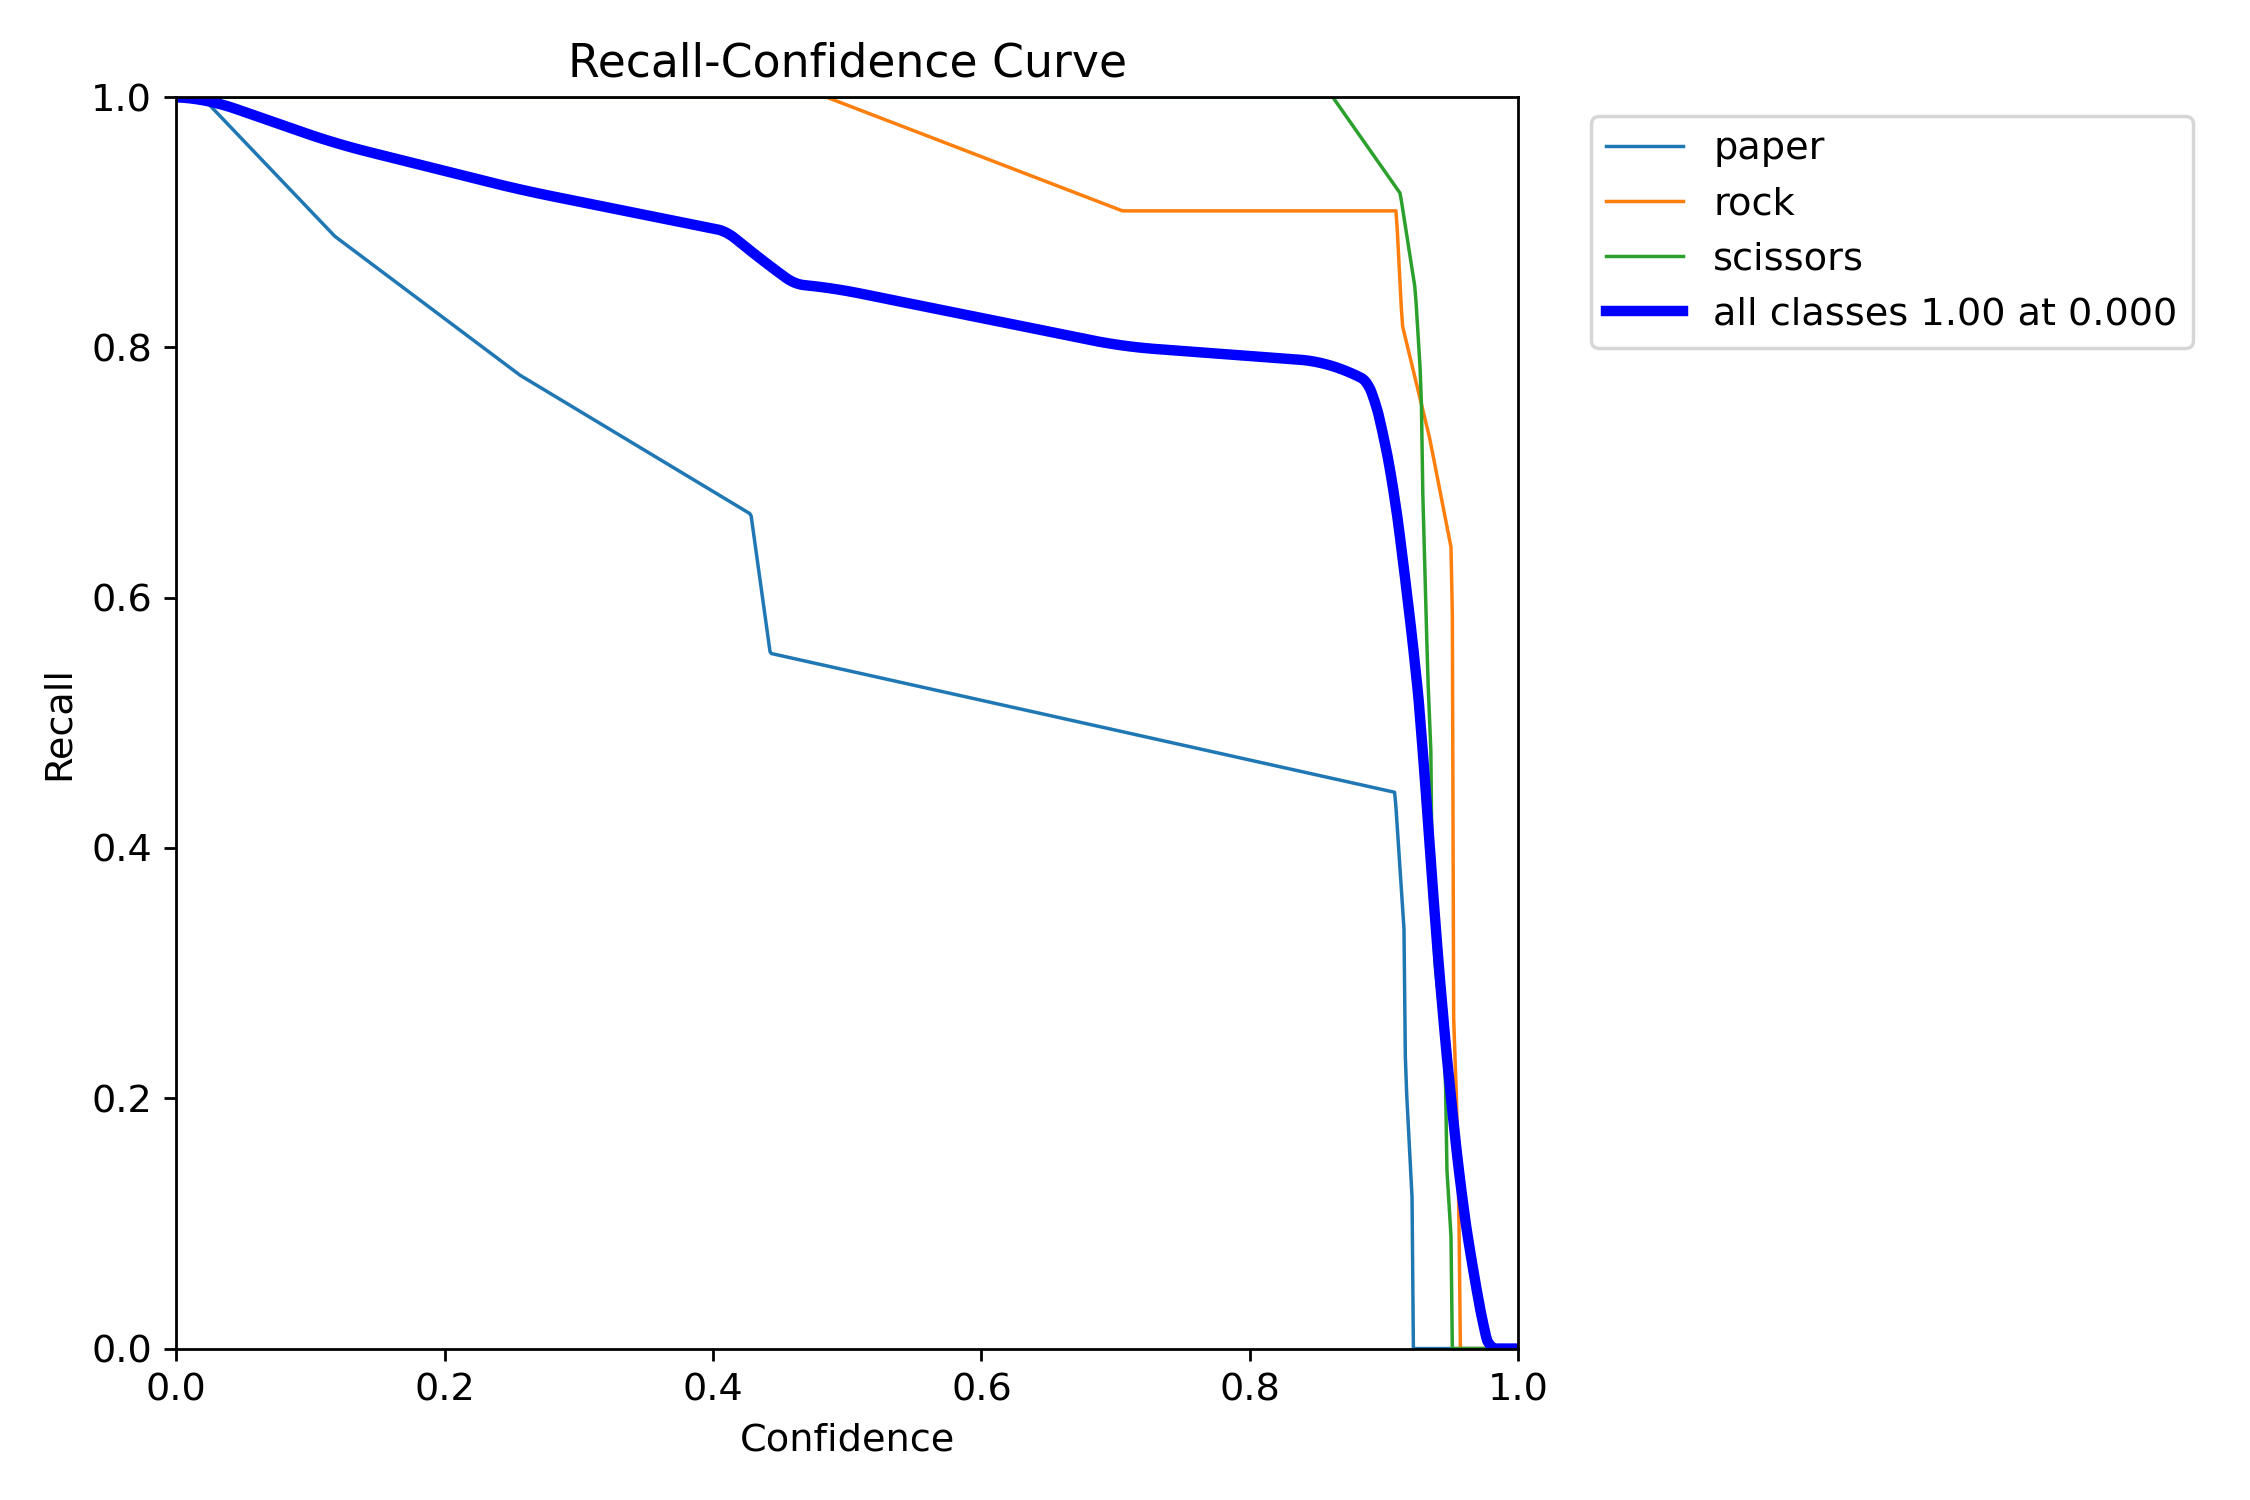 Recall-Confidence Curve
1.0
0.8
0.6
0.4
0.2
0.0
Recall
0.0 0.2 0.4 0.6 0.8 1.0
Confidence
paper
rock
scissors
all classes 1.00 at 0.000